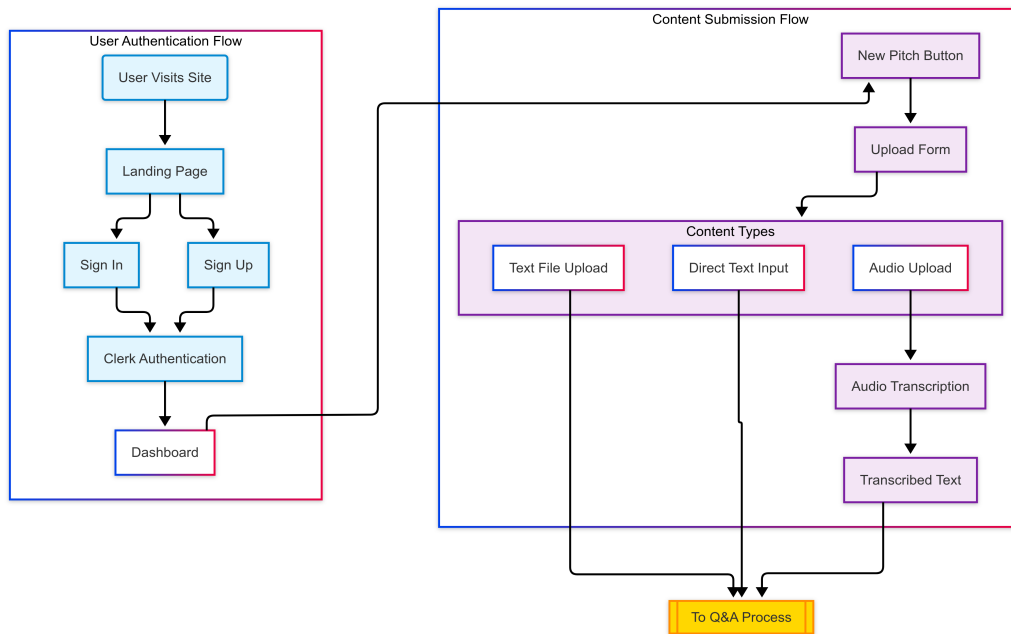 User Authentication Flow
User Visits Site
Landing Page
Sign In
Sign Up
Clerk Authentication
Dashboard
Content Submission Flow
New Pitch Button
Upload Form
Content Types
Text File Upload
Direct Text Input
Audio Upload
Audio Transcription
Transcribed Text
To Q&A Process